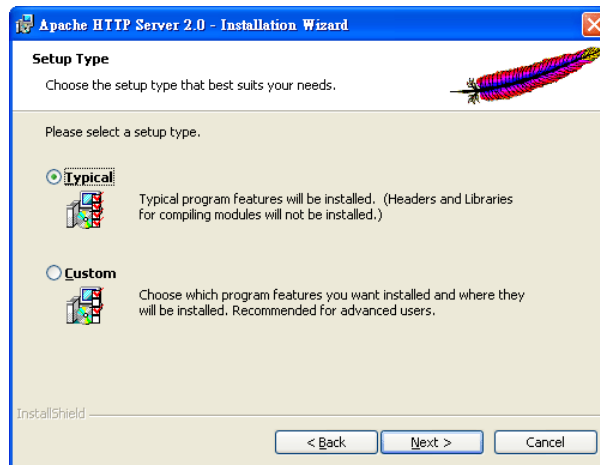 Apache HTTP Server 2.0 - Installation Wizard
Setup Type
Choose the setup type that best suits your needs.
Please select a setup type.
Typical
Typical program features will be installed. (Headers and Libraries
for compiling modules will not be installed.)
Custom
Choose which program features you want installed and where they
will be installed. Recommended for advanced users.
InstallShield
< Back
Next >
Cancel